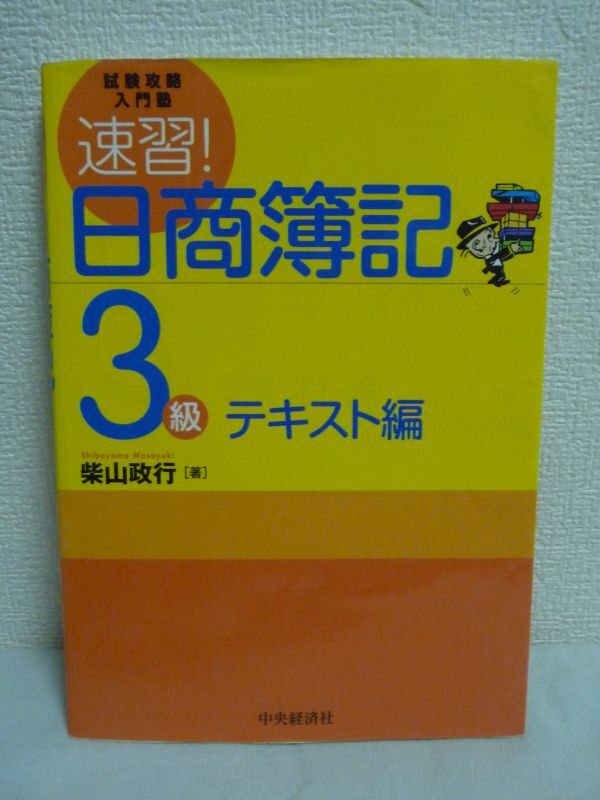 試験攻略
入門塾
速習!
日商簿記
3級 テキスト編
Shibayama Masayuki
柴山政行[著]
中央経済社